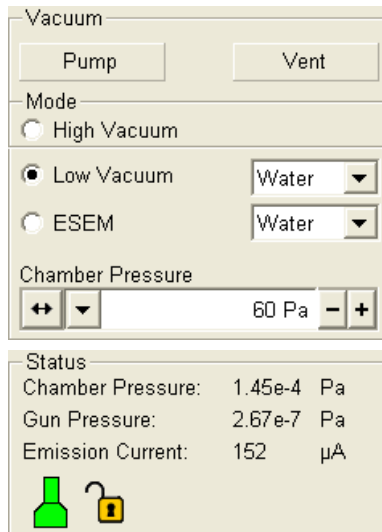 Vacuum
Pump Vent
Mode
High Vacuum
Low Vacuum Water
ESEM Water
Chamber Pressure
60 Pa
Status
Chamber Pressure: 1.45e-4 Pa
Gun Pressure: 2.67e-7 Pa
Emission Current: 152 µA